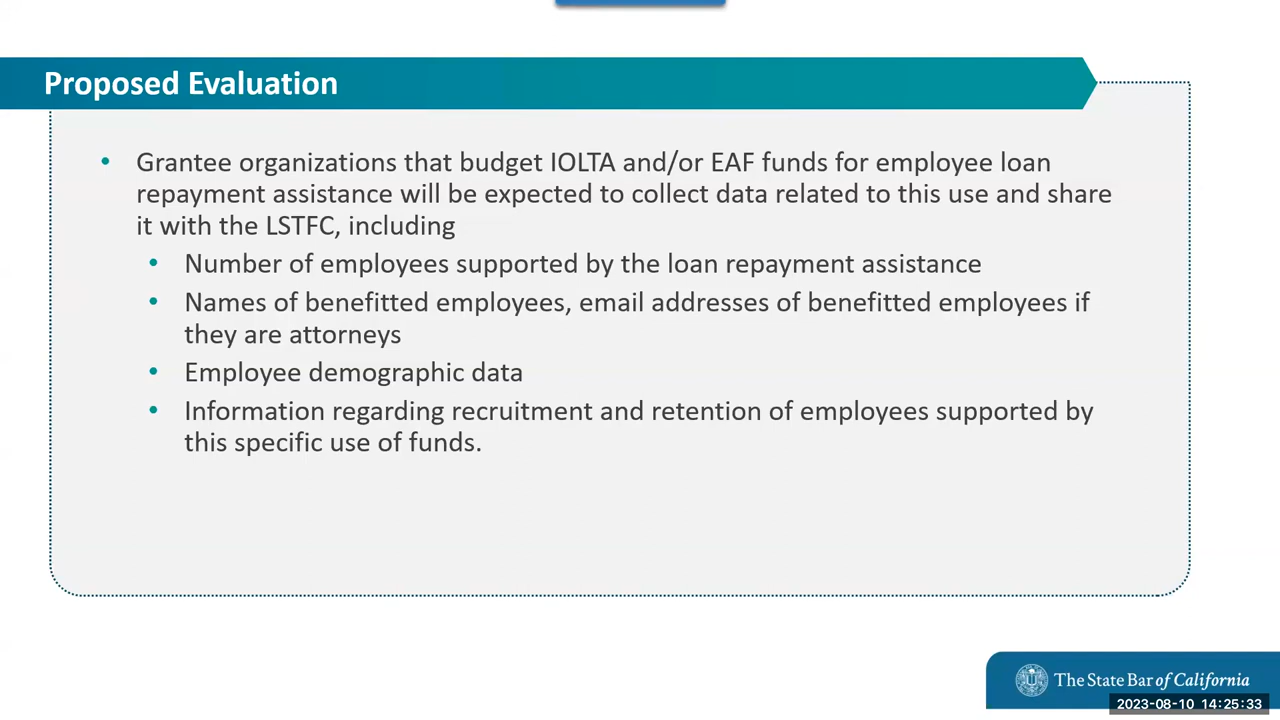 Proposed Evaluation
• Grantee organizations that budget IOLTA and/or EAF funds for employee loan
repayment assistance will be expected to collect data related to this use and share
it with the LSTFC, including
• Number of employees supported by the loan repayment assistance
• Names of benefitted employees, email addresses of benefitted employees if
they are attorneys
• Employee demographic data
• Information regarding recruitment and retention of employees supported by
this specific use of funds.
The State Bar of California
2023-08-10 14:25:33